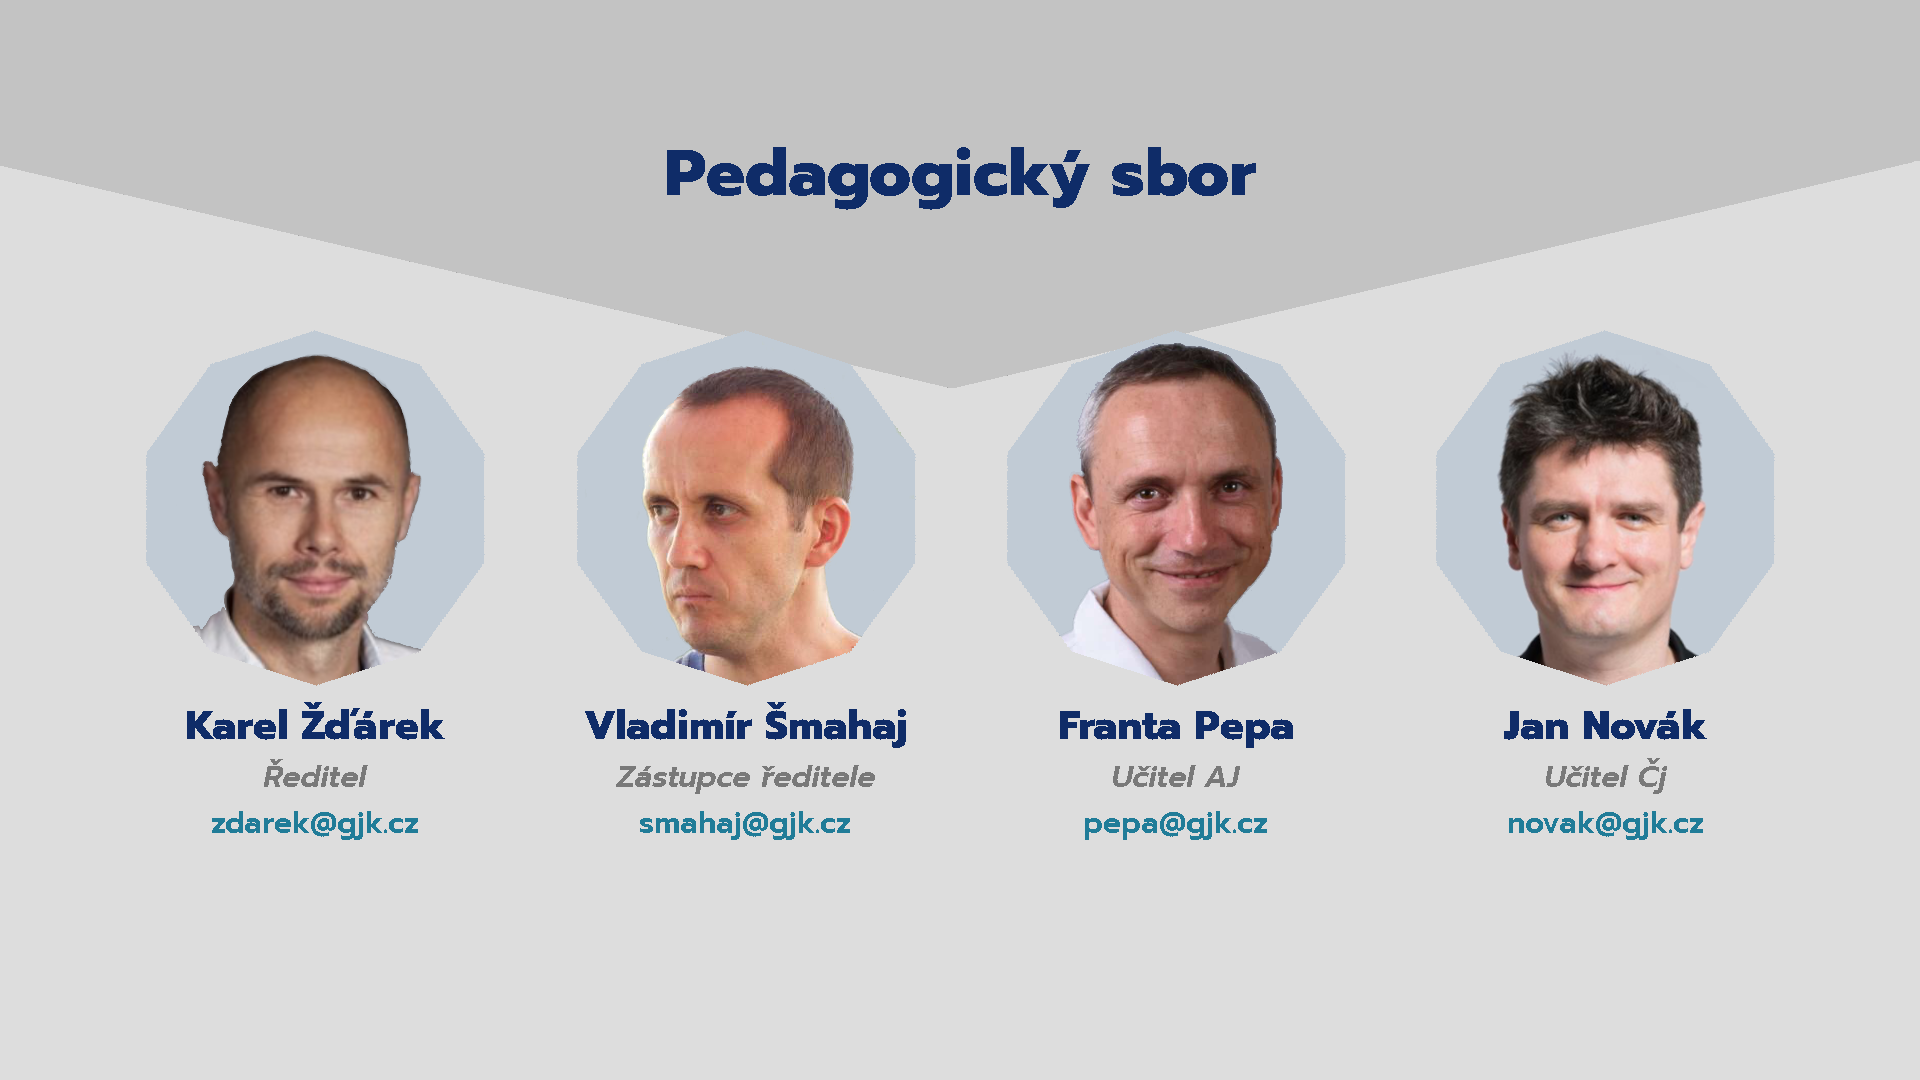 Pedagogický sbor
Karel Žďárek
Ředitel
zdarek@gjk.cz
Vladimír Šmahaj
Zástupce ředitele
smahaj@gjk.cz
Franta Pepa
Učitel AJ
pepa@gjk.cz
Jan Novák
Učitel Čj
novak@gjk.cz